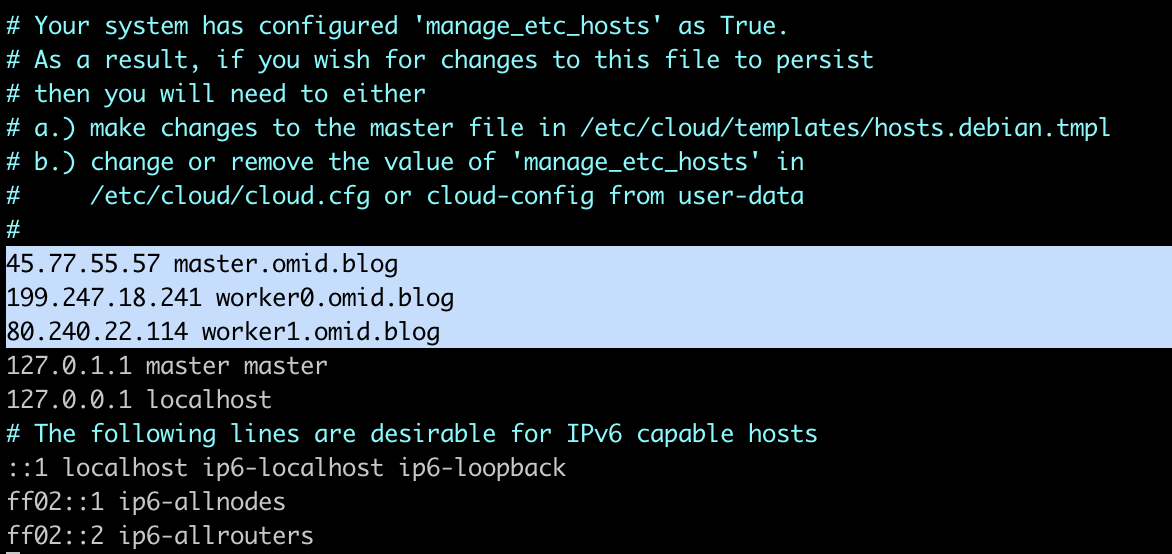 # Your system has configured 'manage_etc_hosts' as True.
# As a result, if you wish for changes to this file to persist
# then you will need to either
# a.) make changes to the master file in /etc/cloud/templates/hosts.debian.tmpl
# b.) change or remove the value of 'manage_etc_hosts' in
#     /etc/cloud/cloud.cfg or cloud-config from user-data
#
45.77.55.57 master.omid.blog
199.247.18.241 worker0.omid.blog
80.240.22.114 worker1.omid.blog
127.0.1.1 master master
127.0.0.1 localhost
# The following lines are desirable for IPv6 capable hosts
::1 localhost ip6-localhost ip6-loopback
ff02::1 ip6-allnodes
ff02::2 ip6-allrouters